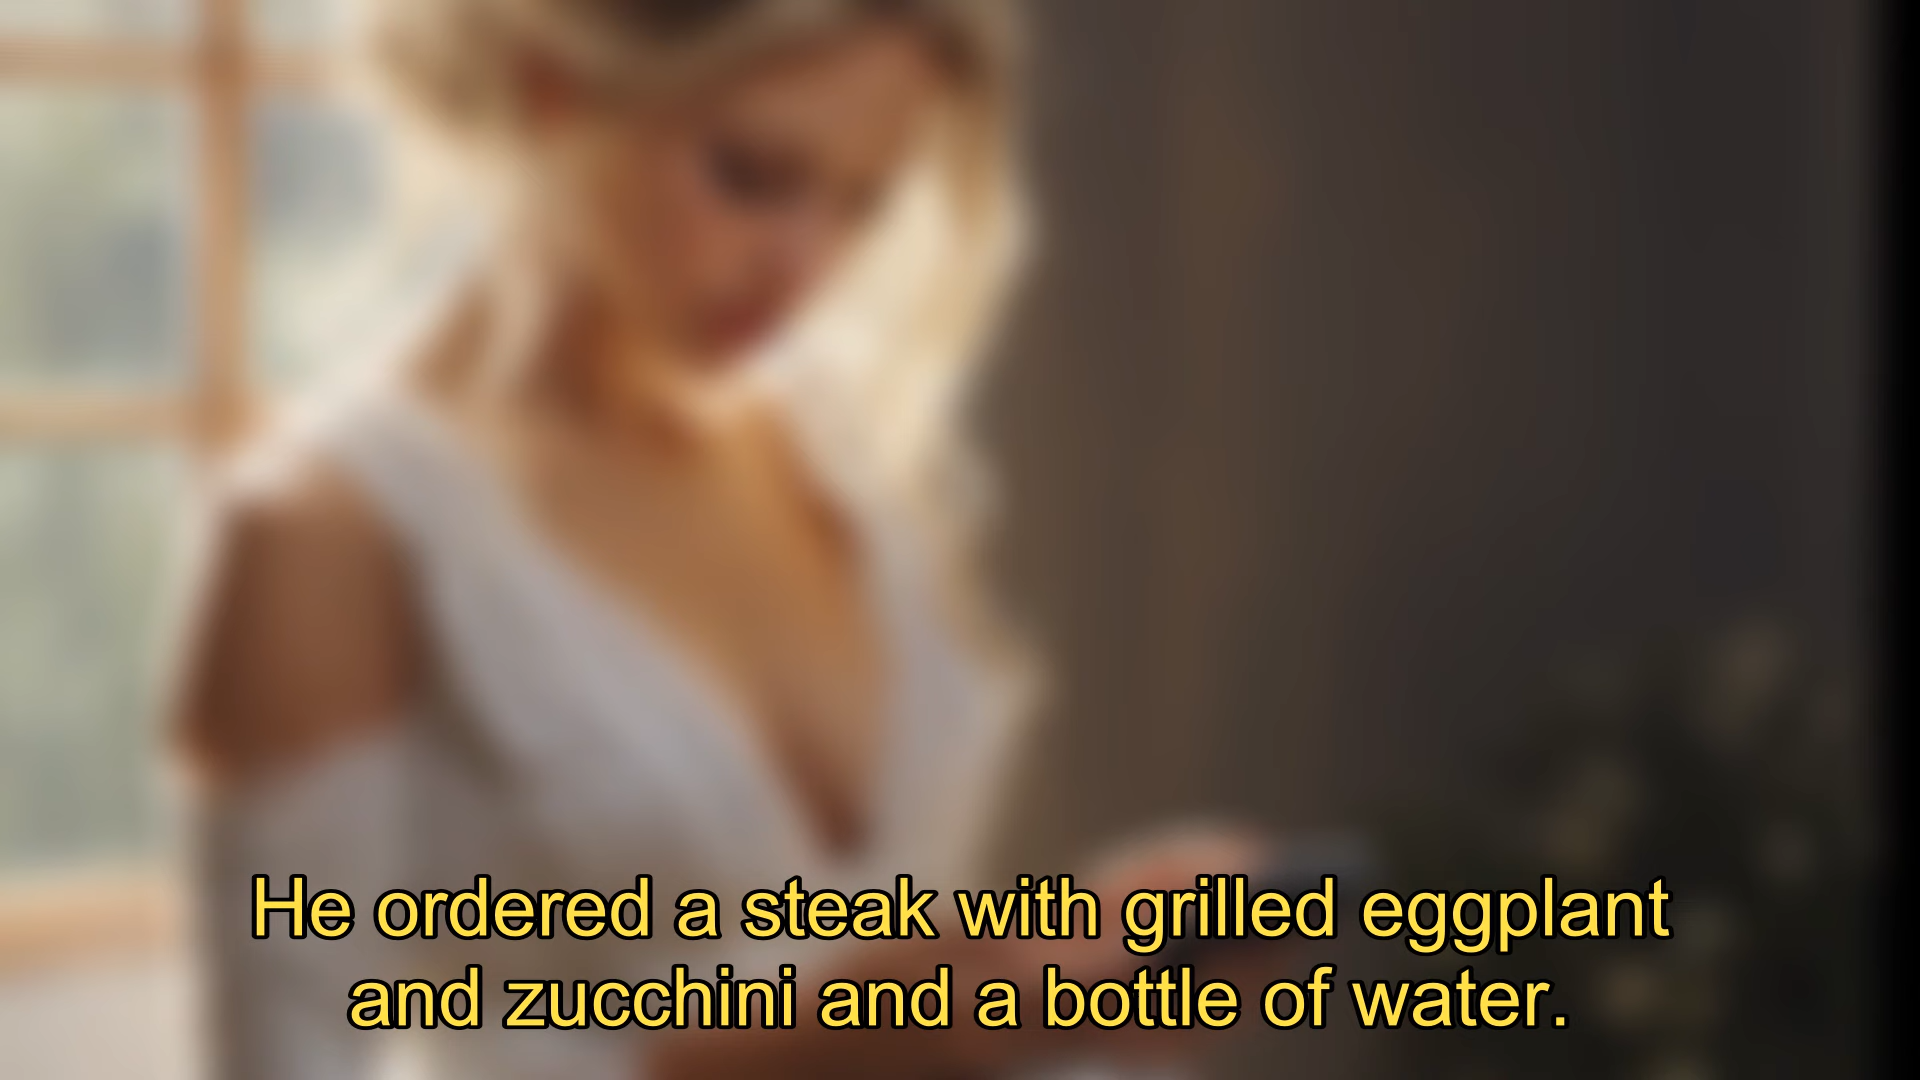 He ordered a steak with grilled eggplant
and zucchini and a bottle of water.